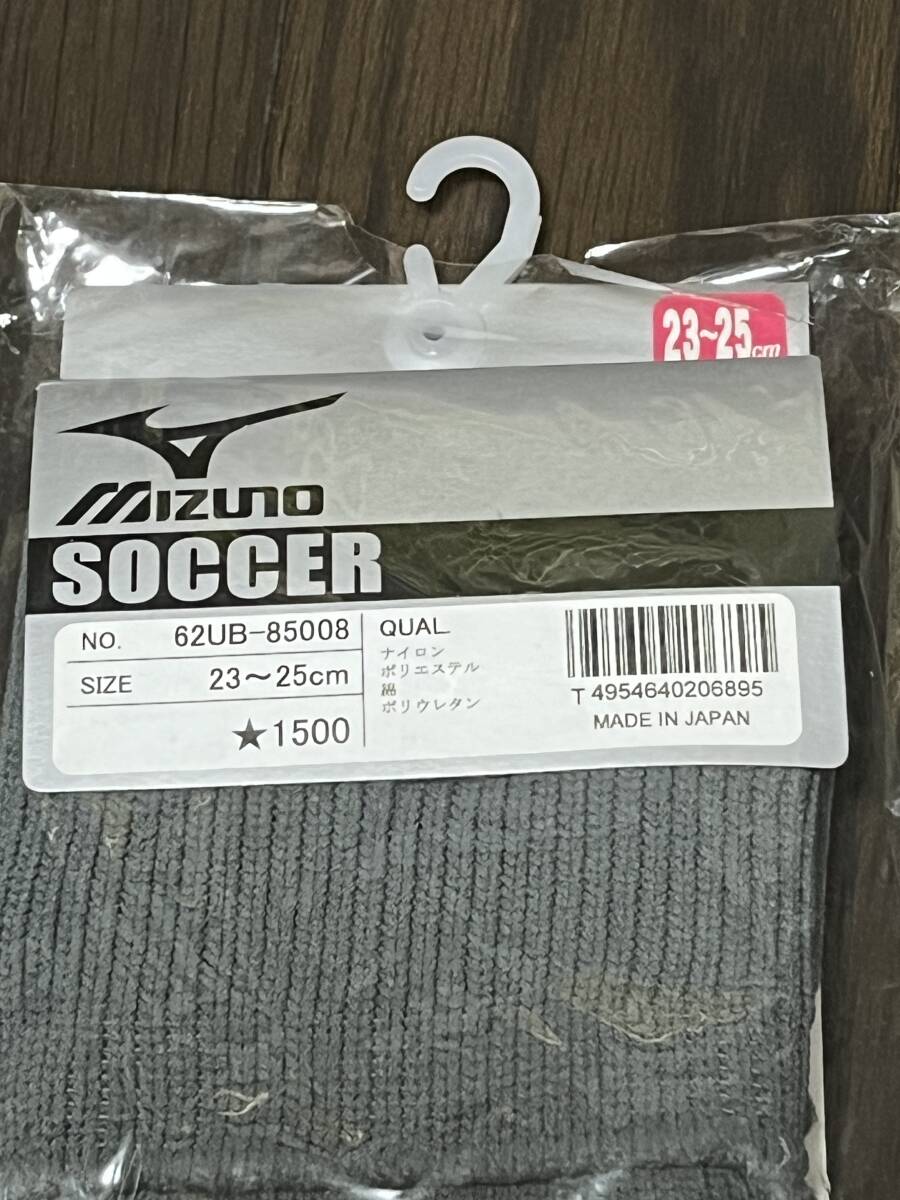 23~25cm
mizuno
SOCCER
NO. 62UB-85008
SIZE 23～25cm
★1500
QUAL.
ナイロン
ポリエステル
綿
ポリウレタン
T 4954640206895
MADE IN JAPAN